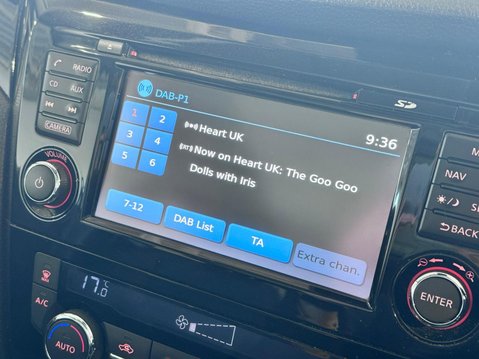 RADIO
CD AUX
CAMERA
VOLUME
DAB-P1
9:36
1 2
3 4
5 6
Heart UK
TXT Now on Heart UK: The Goo Goo
Dolls with Iris
7-12
DAB List
TA
Extra chan.
SD
M
NAV
S
BACK
ENTER
17.0
A/C
AUTO